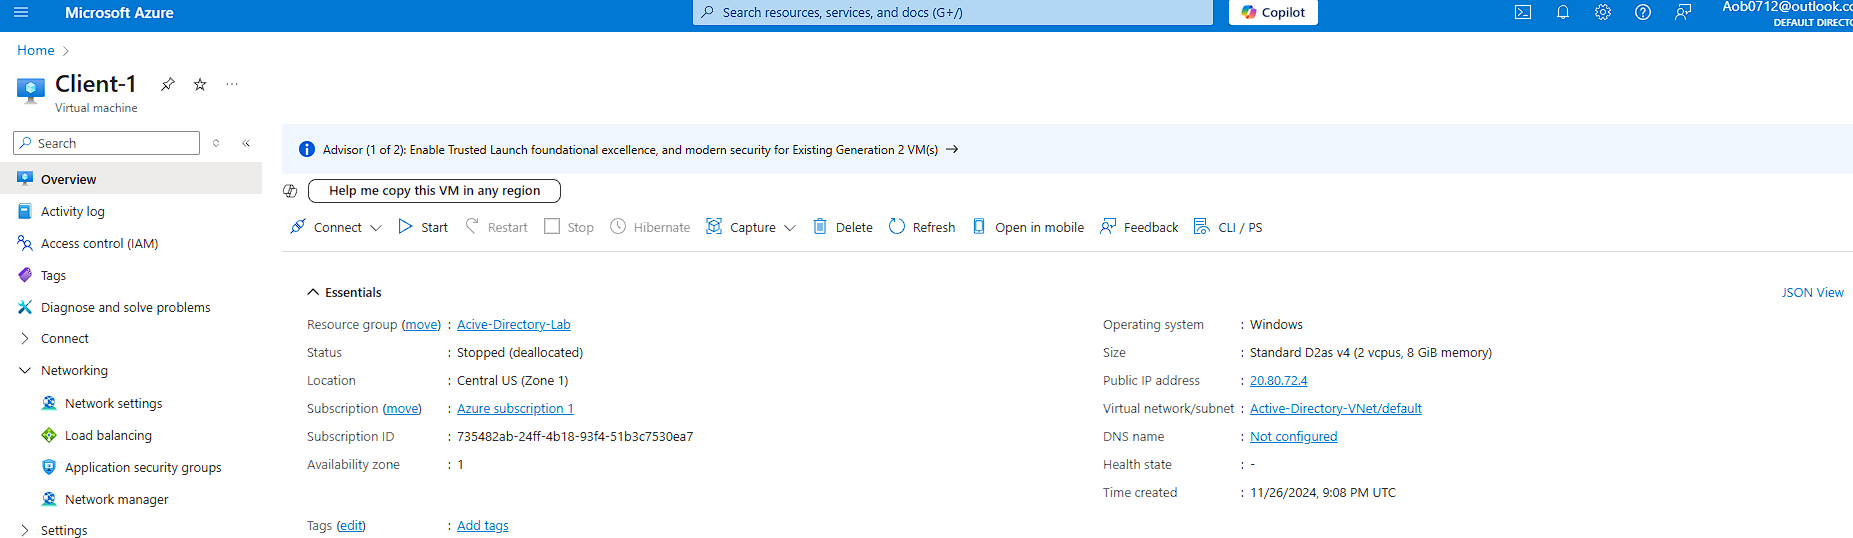 Microsoft Azure
Search resources, services, and docs (G+/)
Copilot
Aob0712@outlook.co
DEFAULT DIRECTO
Home
Client-1
Virtual machine
Search
Overview
Activity log
Access control (IAM)
Tags
Diagnose and solve problems
Connect
Networking
Network settings
Load balancing
Application security groups
Network manager
Settings
Advisor (1 of 2): Enable Trusted Launch foundational excellence, and modern security for Existing Generation 2 VM(s)
Help me copy this VM in any region
Connect Start Restart Stop Hibernate Capture Delete Refresh Open in mobile Feedback CLI / PS
Essentials
JSON View
Resource group (move) : Acive-Directory-Lab
Status : Stopped (deallocated)
Location : Central US (Zone 1)
Subscription (move) : Azure subscription 1
Subscription ID : 735482ab-24ff-4b18-93f4-51b3c7530ea7
Availability zone : 1
Operating system : Windows
Size : Standard D2as v4 (2 vcpus, 8 GiB memory)
Public IP address : 20.80.72.4
Virtual network/subnet : Active-Directory-VNet/default
DNS name : Not configured
Health state : -
Time created : 11/26/2024, 9:08 PM UTC
Tags (edit) : Add tags